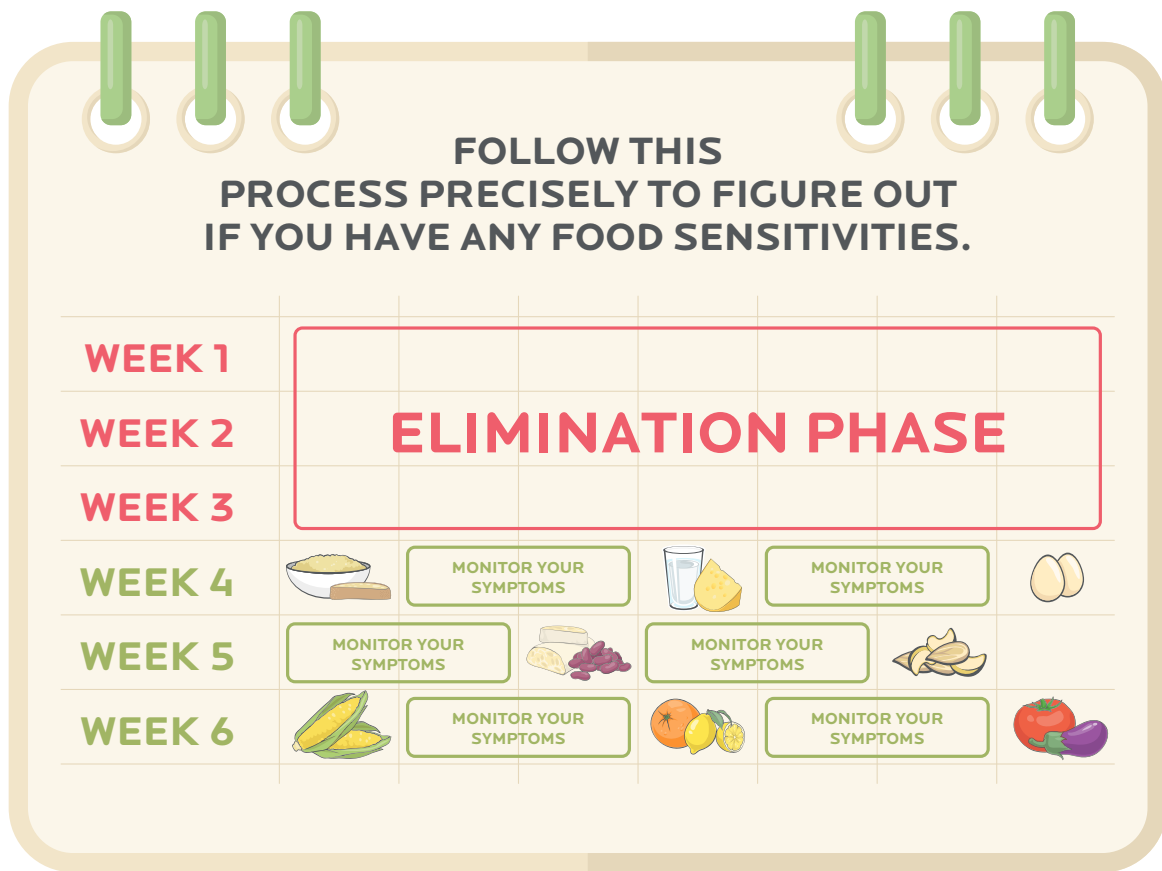 FOLLOW THIS
PROCESS PRECISELY TO FIGURE OUT
IF YOU HAVE ANY FOOD SENSITIVITIES.
WEEK 1
WEEK 2
ELIMINATION PHASE
WEEK 3
WEEK 4
MONITOR YOUR
SYMPTOMS
MONITOR YOUR
SYMPTOMS
WEEK 5
MONITOR YOUR
SYMPTOMS
MONITOR YOUR
SYMPTOMS
WEEK 6
MONITOR YOUR
SYMPTOMS
MONITOR YOUR
SYMPTOMS